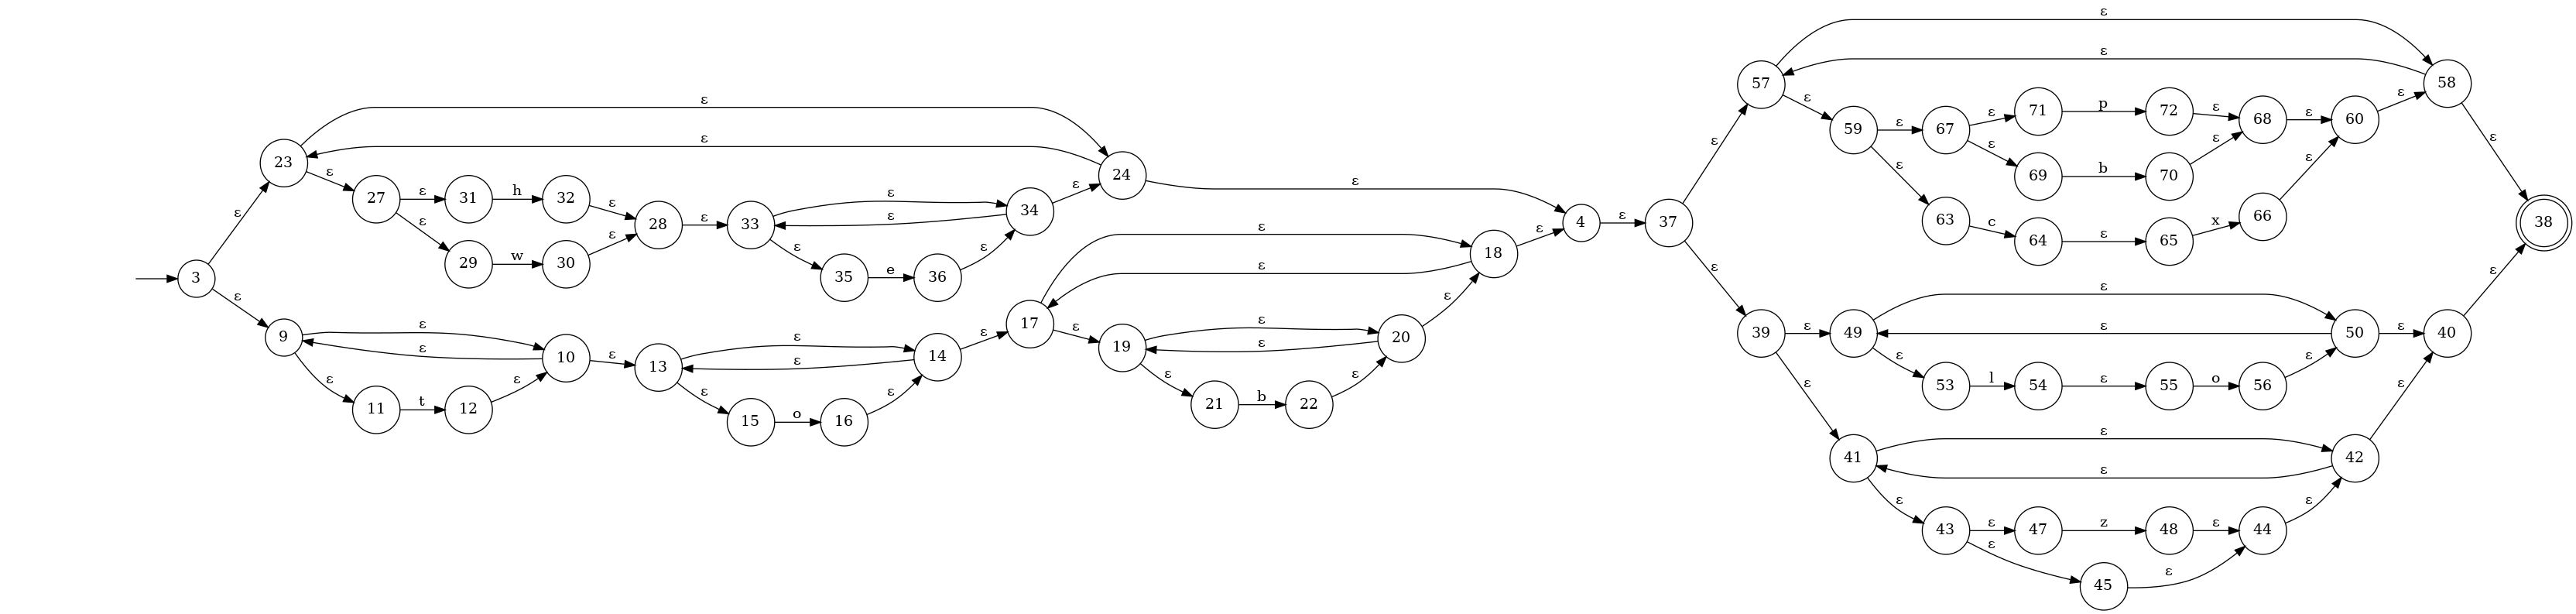 ε
ε
57
58
ε
ε
p
ε
71
72
ε
ε
68
60
59
67
ε
ε
ε
b
69
70
ε
ε
c
x
63
64
ε
65
66
ε
ε
23
24
ε
ε
h
31
32
27
ε
ε
ε
w
29
30
28
ε
33
ε
ε
34
ε
ε
e
35
36
ε
ε
4
ε
37
ε
ε
38
ε
ε
3
ε
ε
9
ε
ε
10
ε
t
11
12
ε
ε
13
ε
ε
14
ε
o
15
16
ε
ε
17
ε
ε
18
ε
ε
19
ε
ε
20
ε
b
21
22
ε
ε
39
ε
49
ε
ε
50
ε
40
ε
ε
l
53
54
ε
55
o
56
ε
ε
41
ε
ε
42
ε
ε
43
ε
47
z
48
ε
44
ε
ε
45
ε